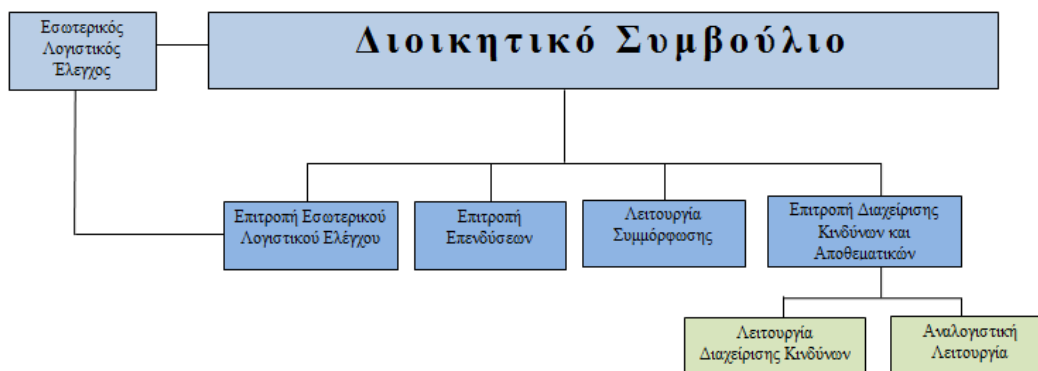 Εσωτερικός
Λογιστικός
Έλεγχος
Διοικητικό Συμβούλιο
Επιτροπή Εσωτερικού
Λογιστικού Ελέγχου
Επιτροπή
Επενδύσεων
Λειτουργία
Συμμόρφωσης
Επιτροπή Διαχείρισης
Κινδύνων και
Αποθεματικών
Λειτουργία
Διαχείρισης Κινδύνων
Αναλογιστική
Λειτουργία